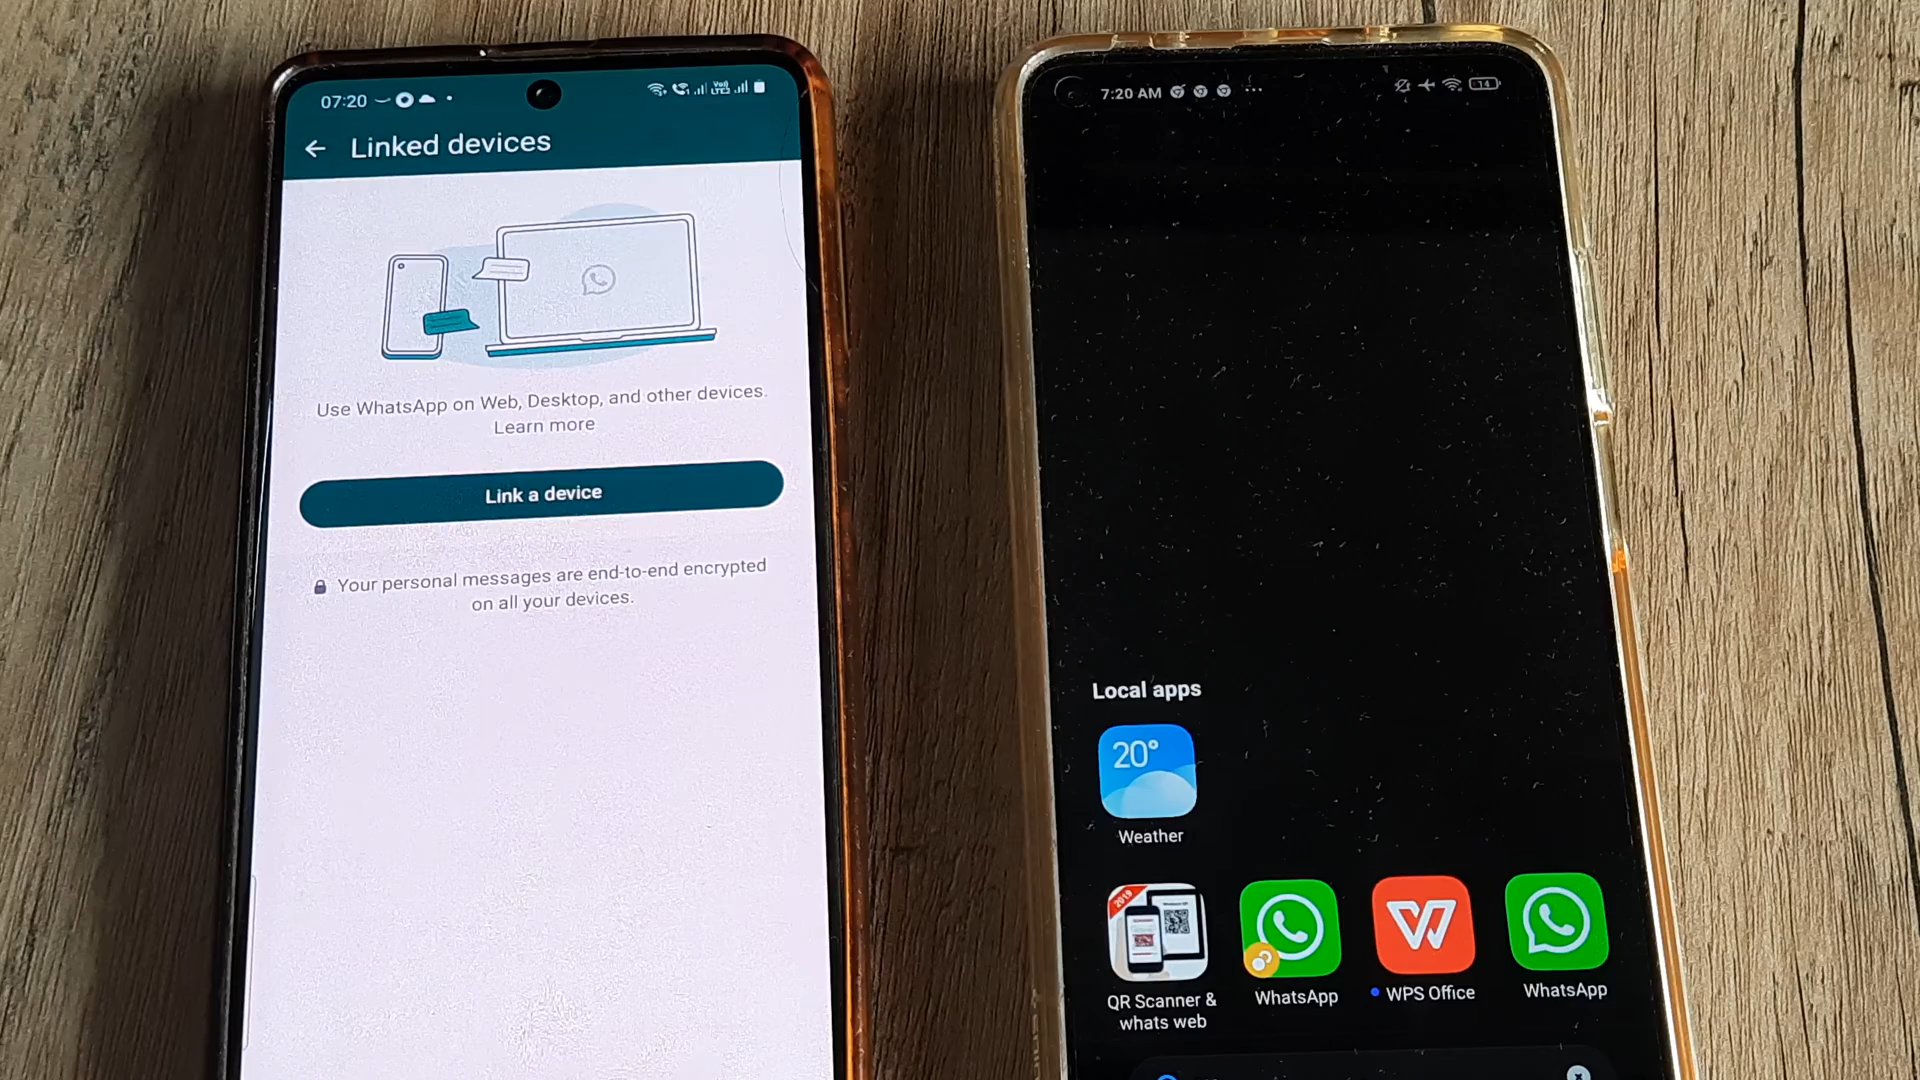 07:20
Linked devices
Use WhatsApp on Web, Desktop, and other devices.
Learn more
Link a device
Your personal messages are end-to-end encrypted
on all your devices.
7:20 AM
14
Local apps
20°
Weather
2019
QR Scanner &
whats web
WhatsApp
WPS Office
WhatsApp